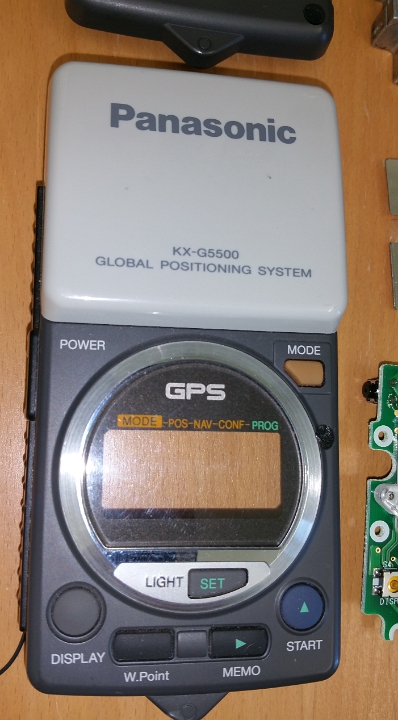 Panasonic
KX-G5500
GLOBAL POSITIONING SYSTEM
POWER
MODE
GPS
MODE-POS-NAV-CONF-PROG
LIGHT SET
DISPLAY
W.Point
MEMO
START
S4